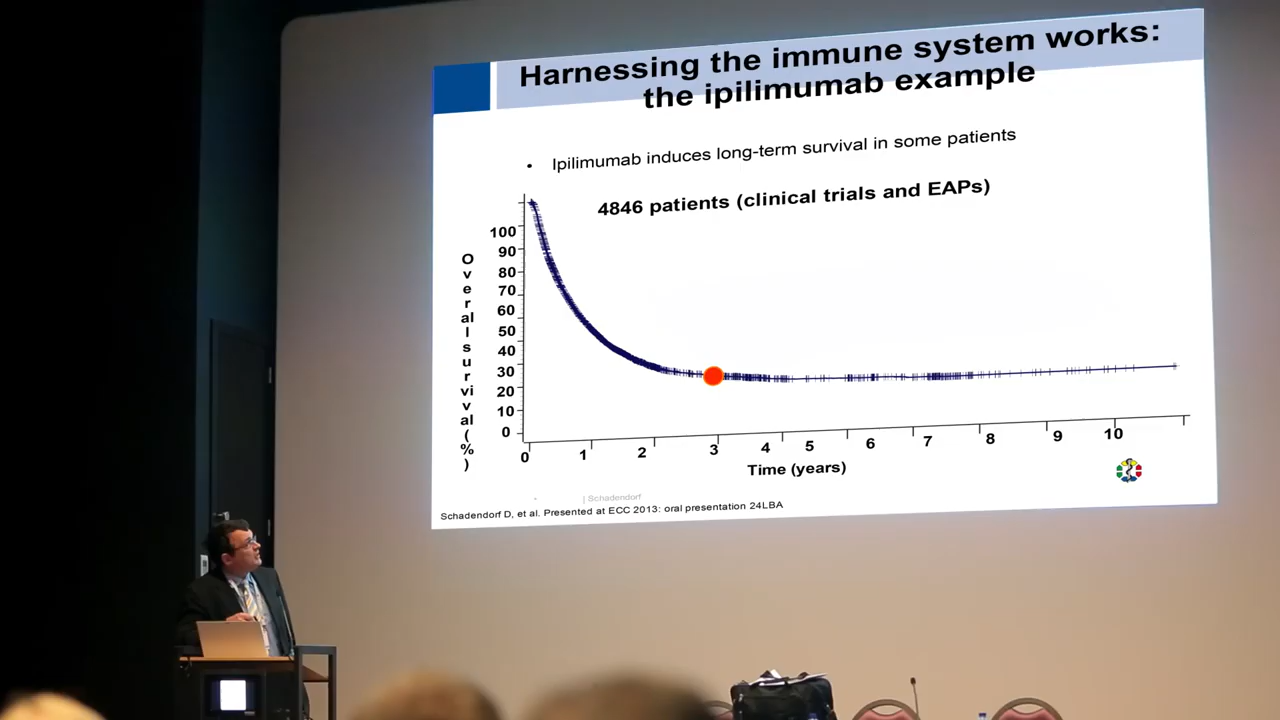 Harnessing the immune system works:
the ipilimumab example
• Ipilimumab induces long-term survival in some patients
4846 patients (clinical trials and EAPs)
Overall survival (%)
100
90
80
70
60
50
40
30
20
10
0
0 1 2 3 4 5 6 7 8 9 10
Time (years)
| Schadendorf
Schadendorf D, et al. Presented at ECC 2013: oral presentation 24LBA